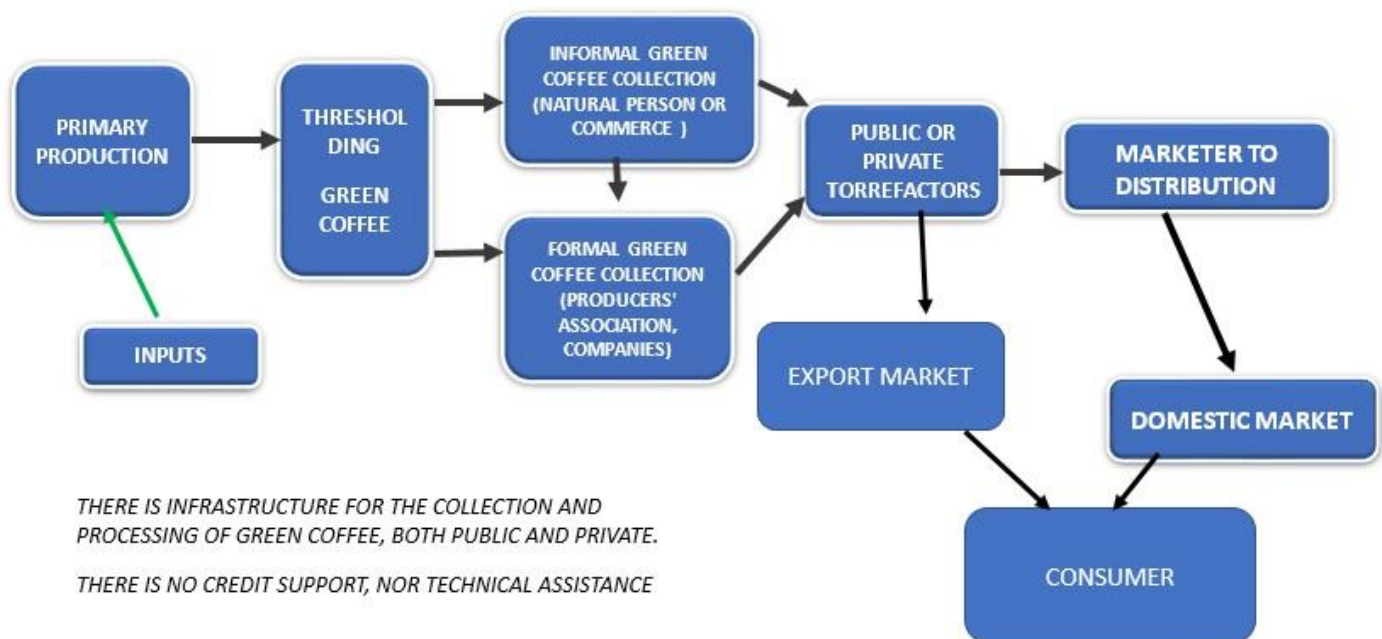 PRIMARY
PRODUCTION
INPUTS
THRESHOL
DING
GREEN
COFFEE
INFORMAL GREEN
COFFEE COLLECTION
(NATURAL PERSON OR
COMMERCE )
FORMAL GREEN
COFFEE COLLECTION
(PRODUCERS'
ASSOCIATION,
COMPANIES)
PUBLIC OR
PRIVATE
TORREFACTORS
MARKETER TO
DISTRIBUTION
EXPORT MARKET
DOMESTIC MARKET
CONSUMER
THERE IS INFRASTRUCTURE FOR THE COLLECTION AND
PROCESSING OF GREEN COFFEE, BOTH PUBLIC AND PRIVATE.
THERE IS NO CREDIT SUPPORT, NOR TECHNICAL ASSISTANCE